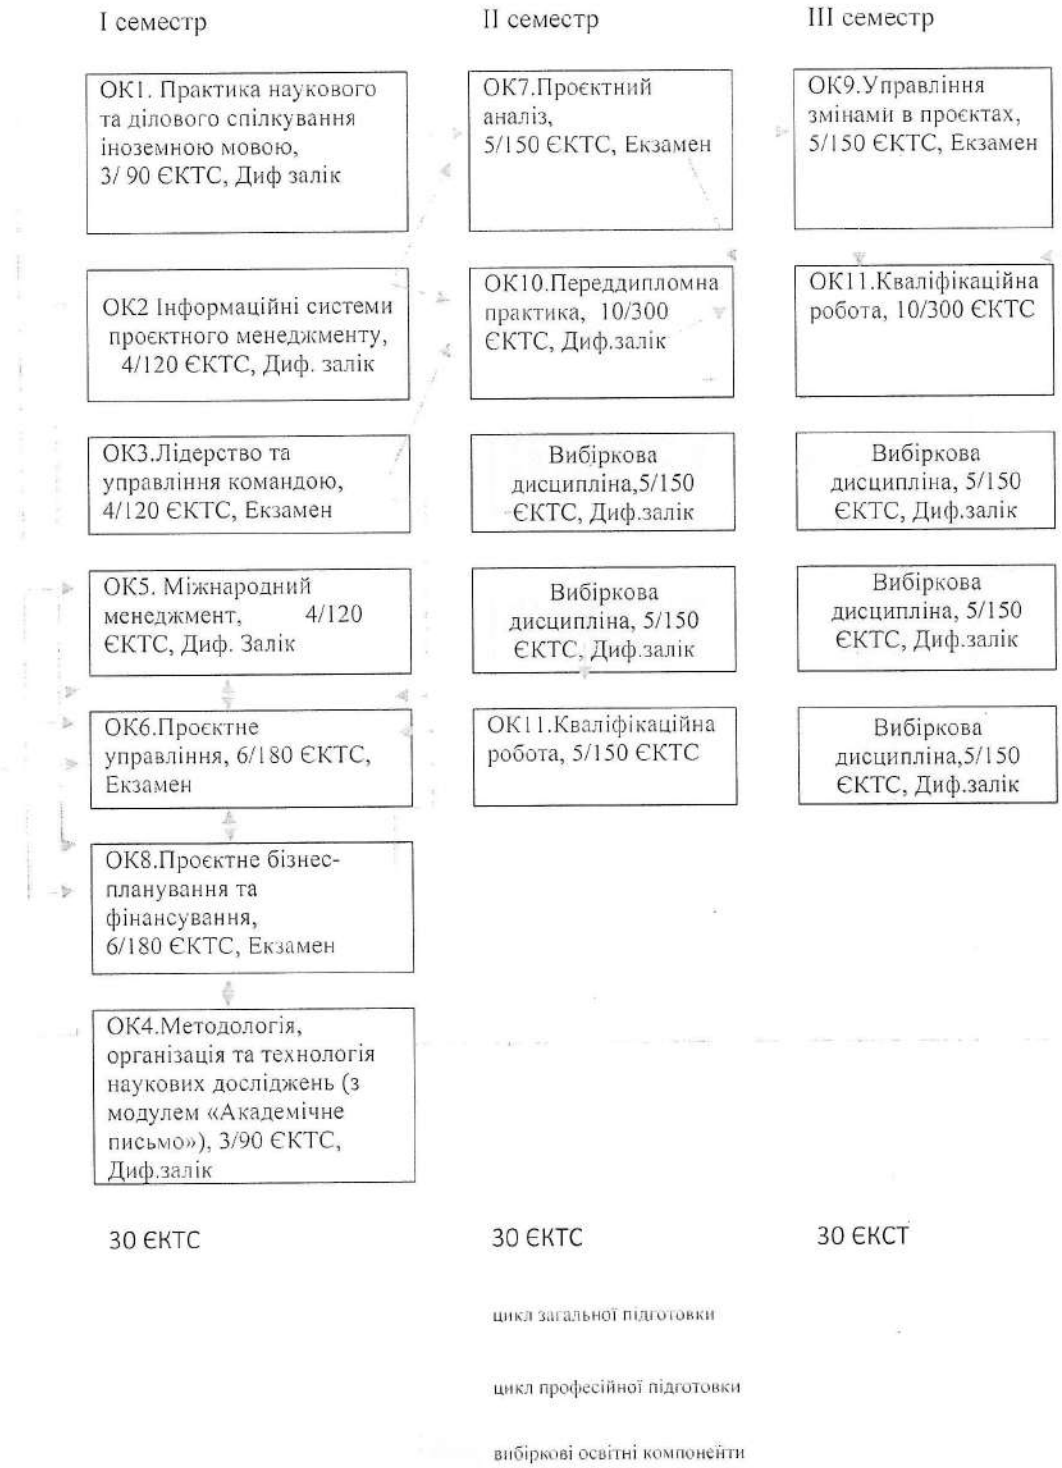 І семестр
ОК1. Практика наукового
та ділового спілкування
іноземною мовою,
3/ 90 ЄКТС, Диф залік
ОК2 Інформаційні системи
проєктного менеджменту,
4/120 ЄКТС, Диф. залік
ОК3.Лідерство та
управління командою,
4/120 ЄКТС, Екзамен
ОК5. Міжнародний
менеджмент, 4/120
ЄКТС, Диф. Залік
ОК6.Проєктне
управління, 6/180 ЄКТС,
Екзамен
ОК8.Проєктне бізнес-
планування та
фінансування,
6/180 ЄКТС, Екзамен
ОК4.Методологія,
організація та технологія
наукових досліджень (з
модулем «Академічне
письмо»), 3/90 ЄКТС,
Диф.залік
30 ЄКТС
ІІ семестр
ОК7.Проєктний
аналіз,
5/150 ЄКТС, Екзамен
ОК10.Переддипломна
практика, 10/300
ЄКТС, Диф.залік
Вибіркова
дисципліна,5/150
ЄКТС, Диф.залік
Вибіркова
дисципліна, 5/150
ЄКТС, Диф.залік
ОК11.Кваліфікаційна
робота, 5/150 ЄКТС
30 ЄКТС
ІІІ семестр
ОК9.Управління
змінами в проєктах,
5/150 ЄКТС, Екзамен
ОК11.Кваліфікаційна
робота, 10/300 ЄКТС
Вибіркова
дисципліна, 5/150
ЄКТС, Диф.залік
Вибіркова
дисципліна, 5/150
ЄКТС, Диф.залік
Вибіркова
дисципліна,5/150
ЄКТС, Диф.залік
30 ЄКСТ
цикл загальної підготовки
цикл професійної підготовки
вибіркові освітні компоненти